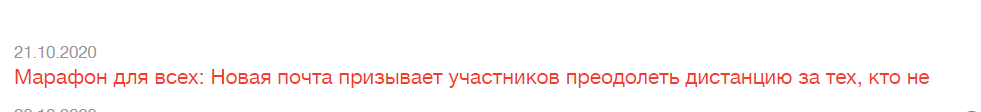 21.10.2020
Марафон для всех: Новая почта призывает участников преодолеть дистанцию за тех, кто не